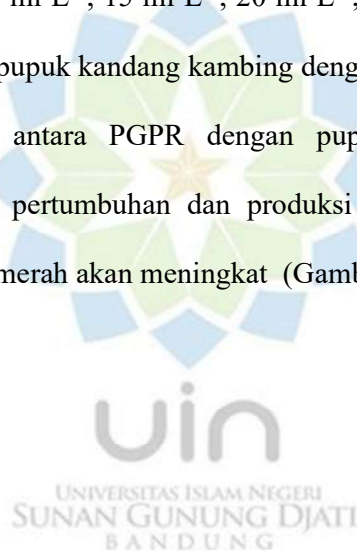 ml L⁻¹, 15 ml L⁻¹, 20 ml L⁻¹,
pupuk kandang kambing deng
antara PGPR dengan pup
pertumbuhan dan produksi
merah akan meningkat (Gamb
uin
UNIVERSITAS ISLAM NEGERI
SUNAN GUNUNG DJATI
BANDUNG